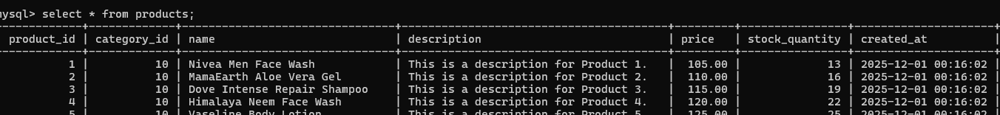 mysql> select * from products;
product_id | category_id | name | description | price | stock_quantity | created_at |
1 | 10 | Nivea Men Face Wash | This is a description for Product 1. | 105.00 | 13 | 2025-12-01 00:16:02 |
2 | 10 | MamaEarth Aloe Vera Gel | This is a description for Product 2. | 110.00 | 16 | 2025-12-01 00:16:02 |
3 | 10 | Dove Intense Repair Shampoo | This is a description for Product 3. | 115.00 | 19 | 2025-12-01 00:16:02 |
4 | 10 | Himalaya Neem Face Wash | This is a description for Product 4. | 120.00 | 22 | 2025-12-01 00:16:02 |
5 | 10 | Vaseline Body Lotion | This is a description for Product 5. | 125.00 | 25 | 2025-12-01 00:16:02 |